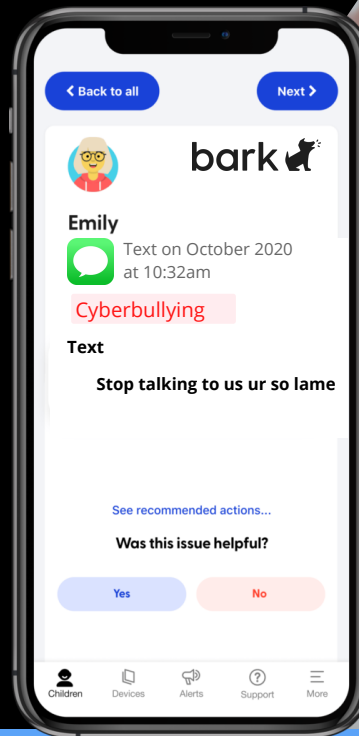 Back to all
Next
bark
Emily
Text on October 2020
at 10:32am
Cyberbullying
Text
Stop talking to us ur so lame
See recommended actions...
Was this issue helpful?
Yes
No
Children
Devices
Alerts
Support
More